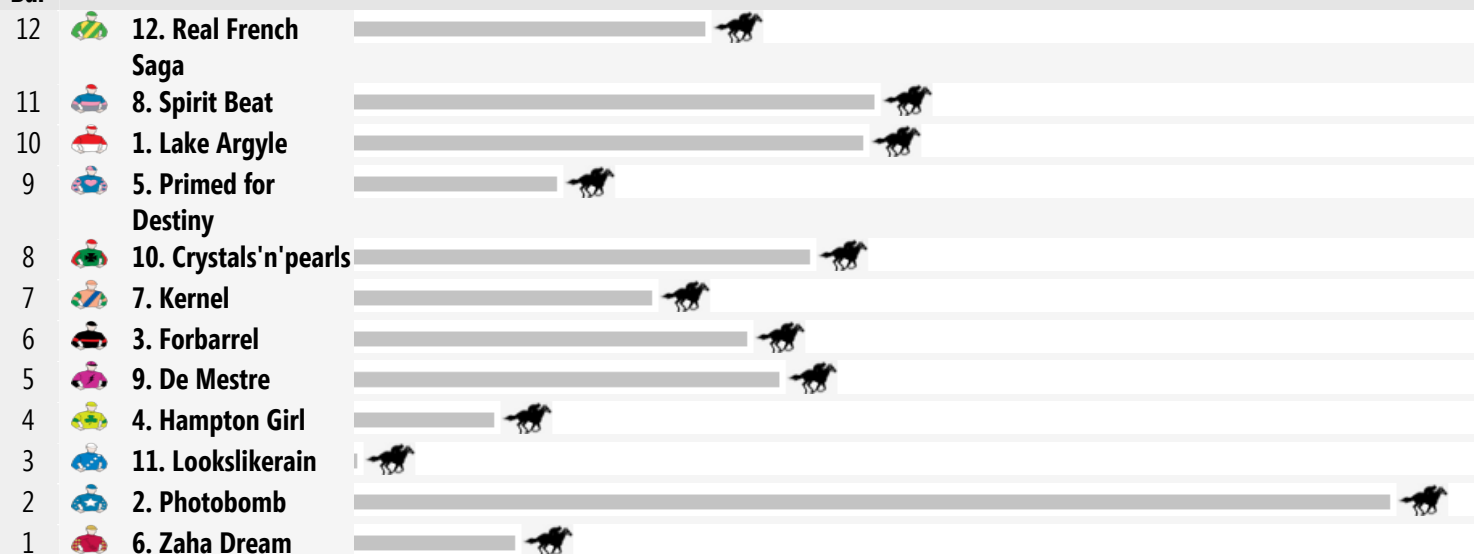 Bar
12 12. Real French
Saga
11 8. Spirit Beat
10 1. Lake Argyle
9 5. Primed for
Destiny
8 10. Crystals'n'pearls
7 7. Kernel
6 3. Forbarrel
5 9. De Mestre
4 4. Hampton Girl
3 11. Lookslikerain
2 2. Photobomb
1 6. Zaha Dream